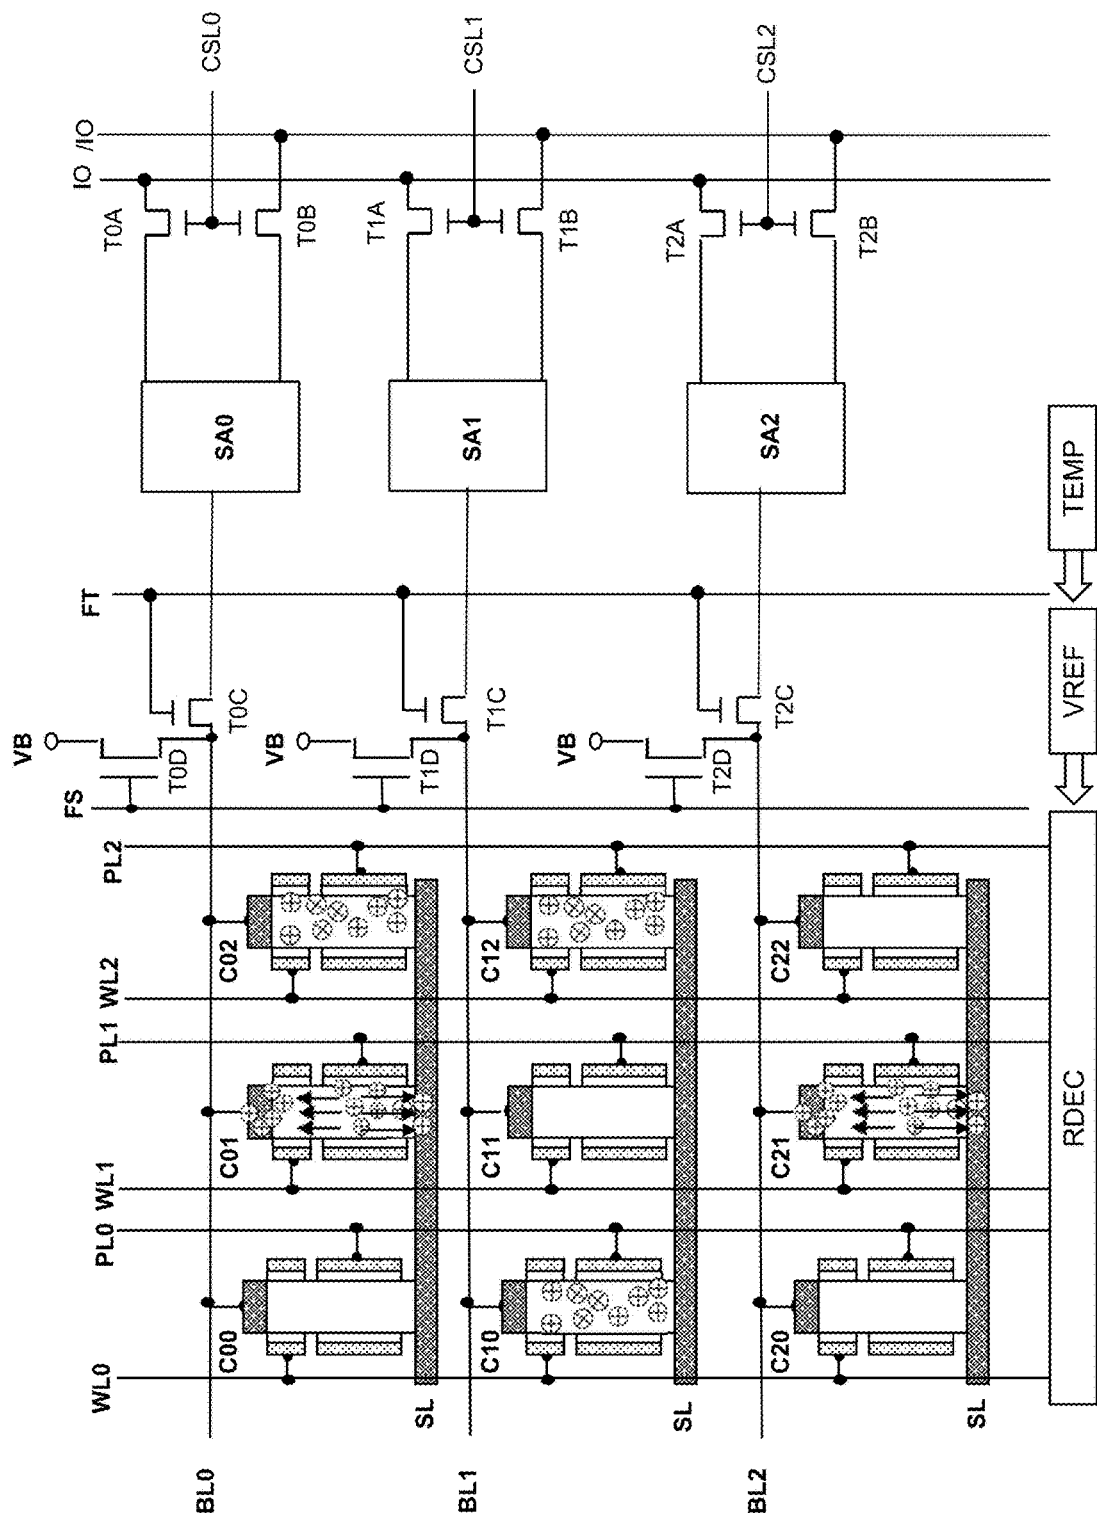 CSL0
CSL1
CSL2
IO /IO
T0A
T0B
T1A
T1B
T2A
T2B
SA0
SA1
SA2
TEMP
FT
VREF
VB
T0C
T0D
VB
T1C
T1D
VB
T2C
T2D
FS
PL2
C02
C12
C22
WL2
PL1
C01
C11
C21
WL1
PL0
C00
C10
C20
WL0
RDEC
SL
SL
SL
BL0
BL1
BL2